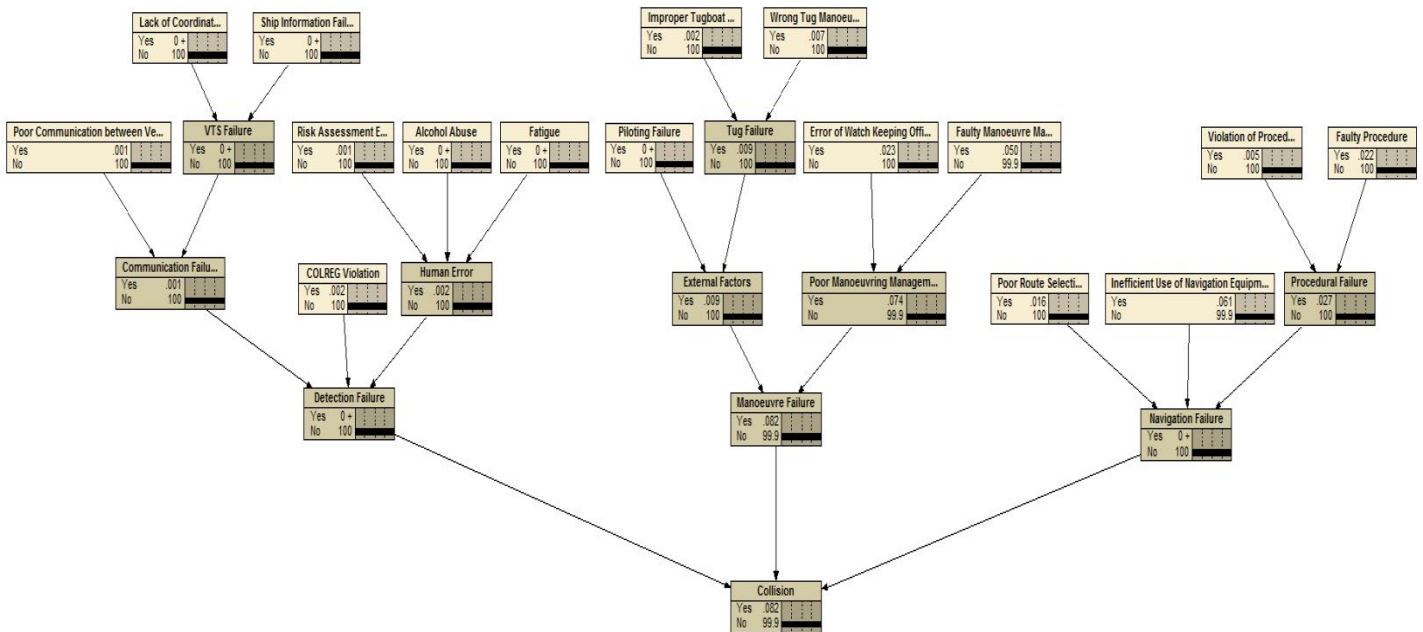 Lack of Coordinat...
Yes 0 +
No 100
Ship Information Fail...
Yes 0 +
No 100
Improper Tugboat ...
Yes .002
No 100
Wrong Tug Manoeu...
Yes .007
No 100
Poor Communication between Ve...
Yes .001
No 100
VTS Failure
Yes 0 +
No 100
Risk Assessment E...
Yes .001
No 100
Alcohol Abuse
Yes 0 +
No 100
Fatigue
Yes 0 +
No 100
Piloting Failure
Yes 0 +
No 100
Tug Failure
Yes .009
No 100
Error of Watch Keeping Offi...
Yes .023
No 100
Faulty Manoeuvre Ma...
Yes .050
No 99.9
Violation of Proced...
Yes .005
No 100
Faulty Procedure
Yes .022
No 100
Communication Failu...
Yes .001
No 100
COLREG Violation
Yes .002
No 100
Human Error
Yes .002
No 100
External Factors
Yes .009
No 100
Poor Manoeuvring Managem...
Yes .074
No 99.9
Poor Route Selecti...
Yes .016
No 100
Inefficient Use of Navigation Equipm...
Yes .061
No 99.9
Procedural Failure
Yes .027
No 100
Detection Failure
Yes 0 +
No 100
Manoeuvre Failure
Yes .082
No 99.9
Navigation Failure
Yes 0 +
No 100
Collision
Yes .082
No 99.9